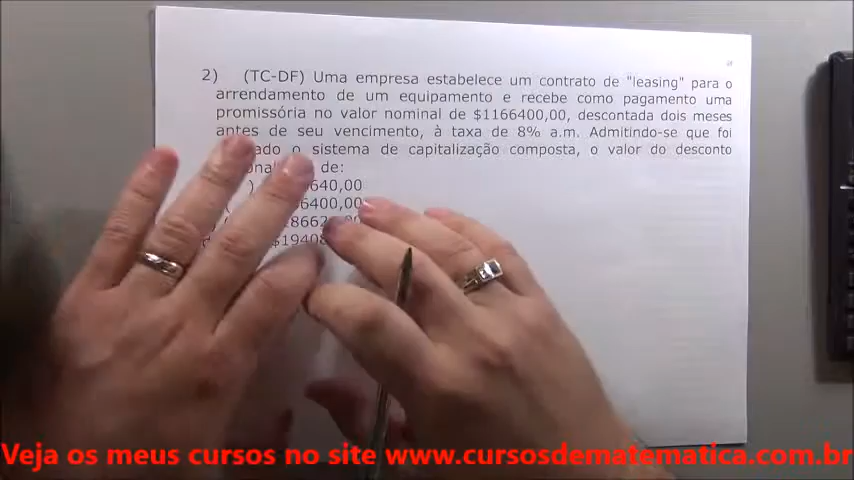 2) (TC-DF) Uma empresa estabelece um contrato de "leasing" para o
arrendamento de um equipamento e recebe como pagamento uma
promissória no valor nominal de $1166400,00, descontada dois meses
antes de seu vencimento, à taxa de 8% a.m. Admitindo-se que foi
o sistema de capitalização composta, o valor do desconto
de:
640,00
6400,00
Veja os meus cursos no site www.cursosdematematica.com.br